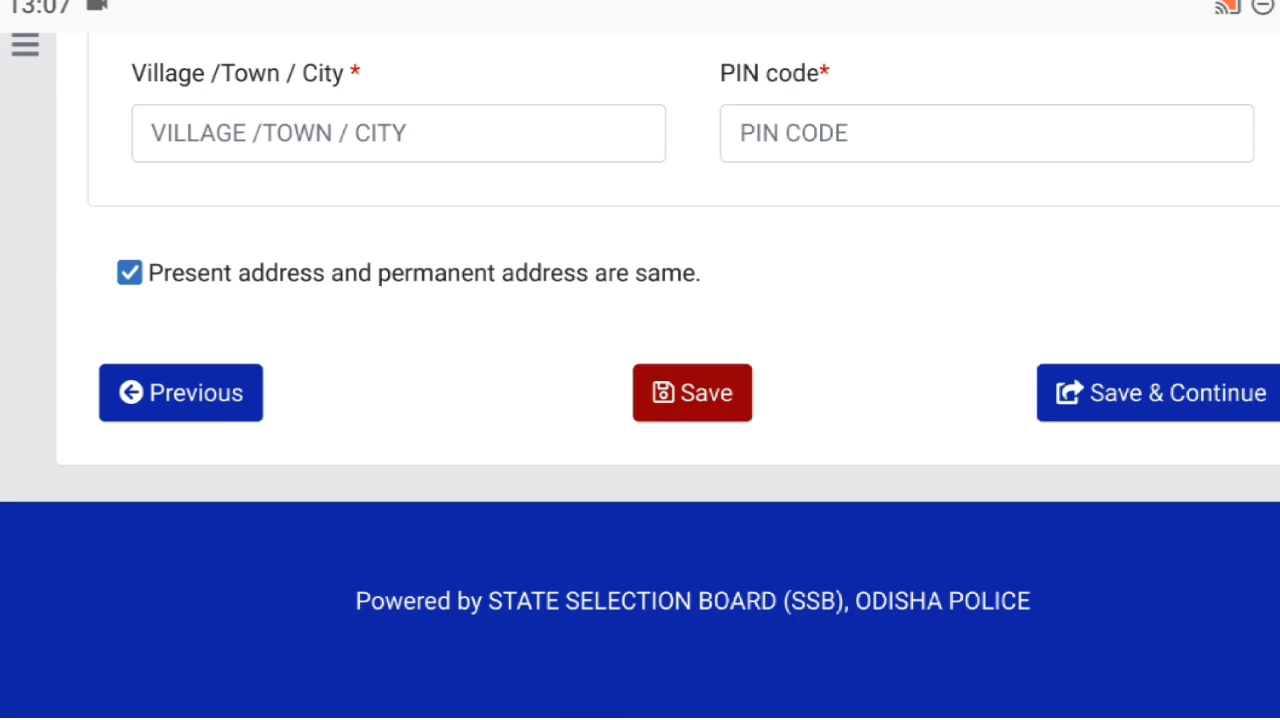 13:07
Village /Town / City *
PIN code*
VILLAGE /TOWN / CITY
PIN CODE
Present address and permanent address are same.
Previous
Save
Save & Continue
Powered by STATE SELECTION BOARD (SSB), ODISHA POLICE